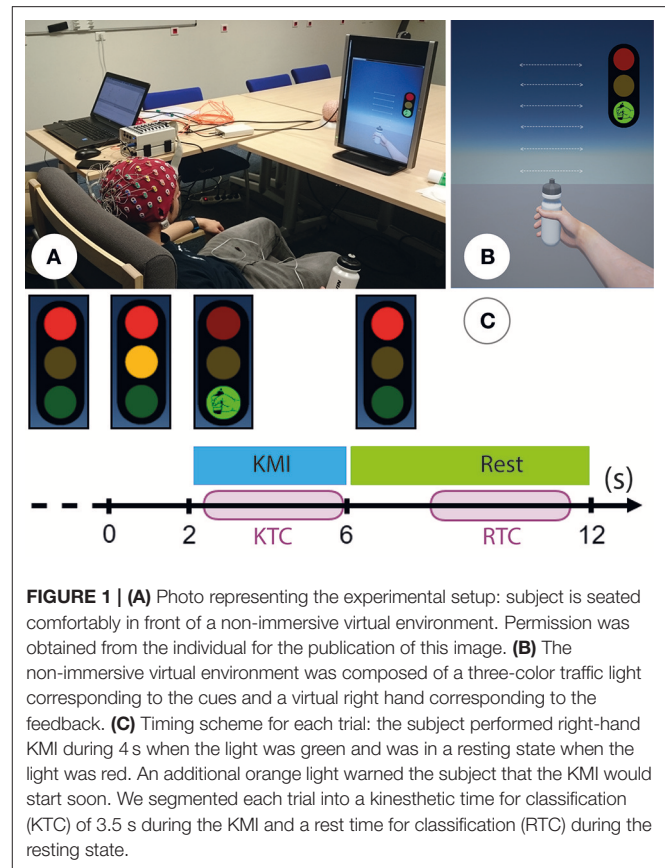 A
B
C
KMI
Rest
(s)
0
2
KTC
6
RTC
12
FIGURE 1 | (A) Photo representing the experimental setup: subject is seated
comfortably in front of a non-immersive virtual environment. Permission was
obtained from the individual for the publication of this image. (B) The
non-immersive virtual environment was composed of a three-color traffic light
corresponding to the cues and a virtual right hand corresponding to the
feedback. (C) Timing scheme for each trial: the subject performed right-hand
KMI during 4 s when the light was green and was in a resting state when the
light was red. An additional orange light warned the subject that the KMI would
start soon. We segmented each trial into a kinesthetic time for classification
(KTC) of 3.5 s during the KMI and a rest time for classification (RTC) during the
resting state.